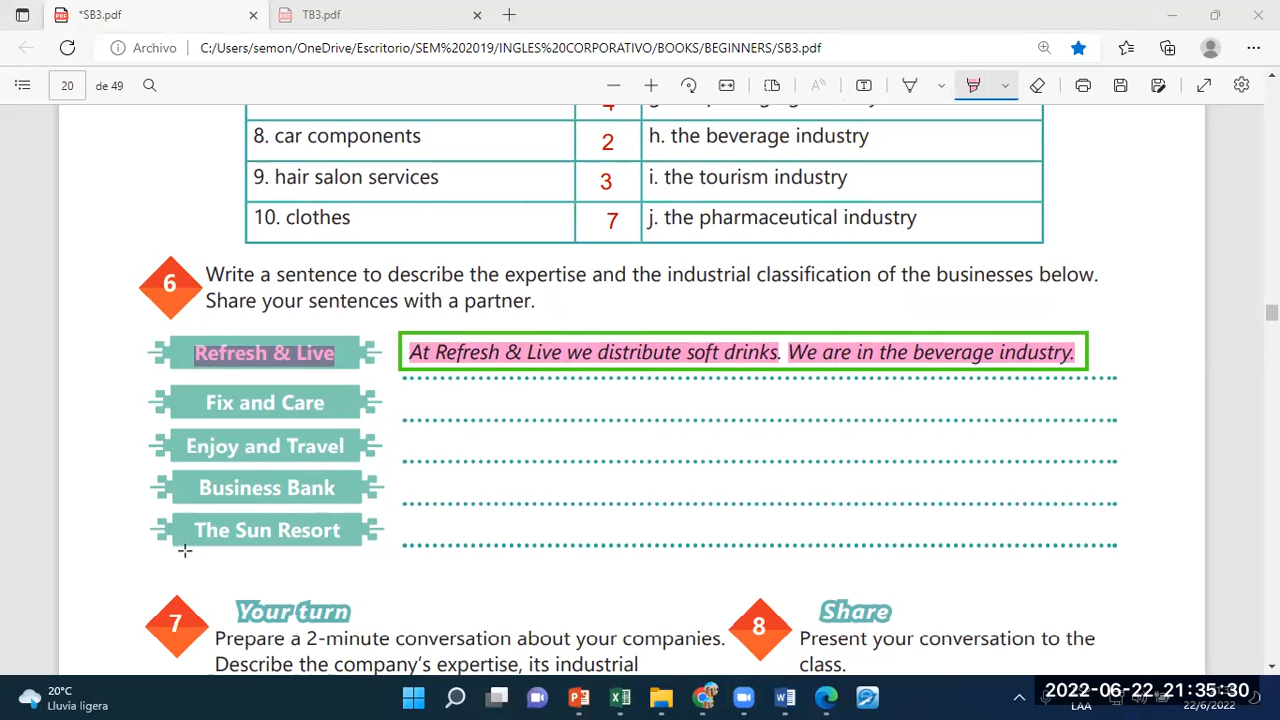 *SB3.pdf
TB3.pdf
Archivo
C:/Users/semon/OneDrive/Escritorio/SEM%202019/INGLES%20CORPORATIVO/BOOKS/BEGINNERS/SB3.pdf
20
de 49
4
8. car components
2
h. the beverage industry
9. hair salon services
3
i. the tourism industry
10. clothes
7
j. the pharmaceutical industry
6
Write a sentence to describe the expertise and the industrial classification of the businesses below.
Share your sentences with a partner.
Refresh & Live
At Refresh & Live we distribute soft drinks. We are in the beverage industry.
Fix and Care
Enjoy and Travel
Business Bank
The Sun Resort
7
Your turn
Prepare a 2-minute conversation about your companies.
Describe the company's expertise, its industrial
8
Share
Present your conversation to the
class.
20°C
Lluvia ligera
2022-06-22 21:35:30
LAA
22/6/2022